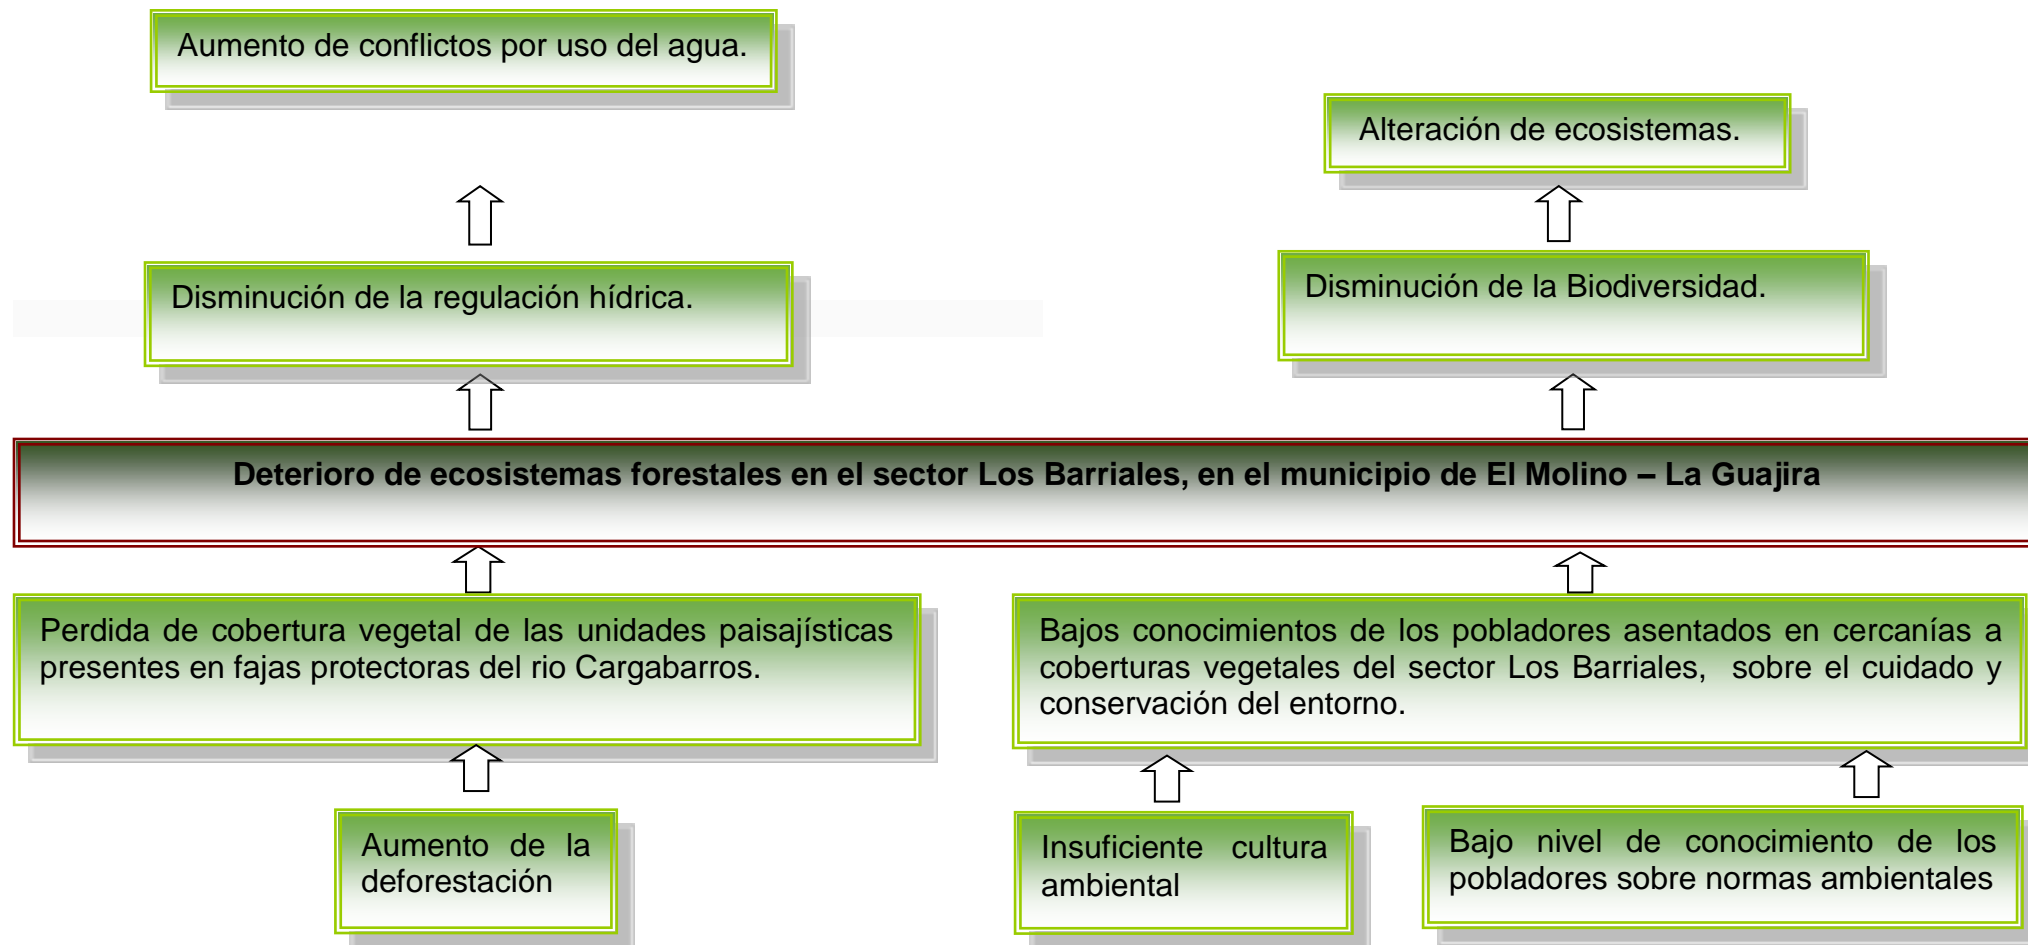 Aumento de conflictos por uso del agua.
Alteración de ecosistemas.
Disminución de la regulación hídrica.
Disminución de la Biodiversidad.
Deterioro de ecosistemas forestales en el sector Los Barriales, en el municipio de El Molino – La Guajira
Perdida de cobertura vegetal de las unidades paisajísticas
presentes en fajas protectoras del rio Cargabarros.
Bajos conocimientos de los pobladores asentados en cercanías a
coberturas vegetales del sector Los Barriales, sobre el cuidado y
conservación del entorno.
Aumento de la
deforestación
Insuficiente cultura
ambiental
Bajo nivel de conocimiento de los
pobladores sobre normas ambientales